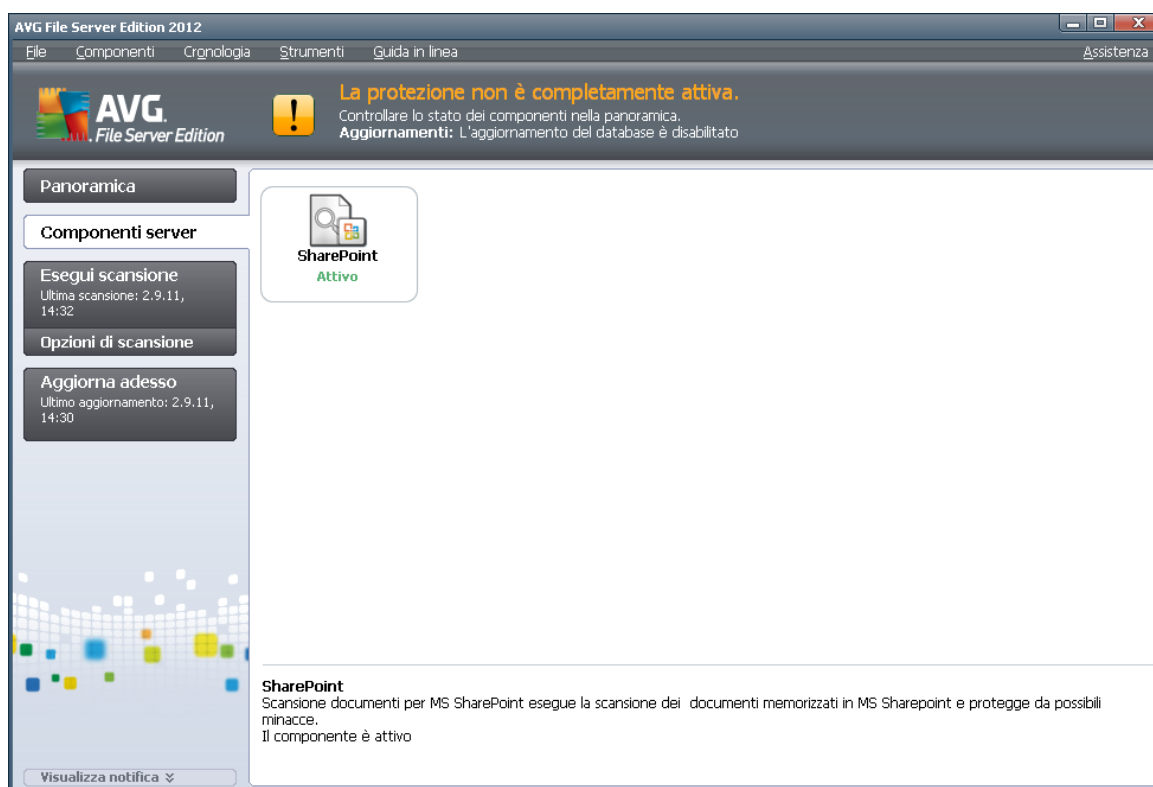 AVG File Server Edition 2012
File Componenti Cronologia Strumenti Guida in linea Assistenza
AVG.
File Server Edition
La protezione non è completamente attiva.
Controllare lo stato dei componenti nella panoramica.
Aggiornamenti: L'aggiornamento del database è disabilitato
Panoramica
Componenti server
Esegui scansione
Ultima scansione: 2.9.11,
14:32
Opzioni di scansione
Aggiorna adesso
Ultimo aggiornamento: 2.9.11,
14:30
Visualizza notifica
SharePoint
Attivo
SharePoint
Scansione documenti per MS SharePoint esegue la scansione dei documenti memorizzati in MS Sharepoint e protegge da possibili
minacce.
Il componente è attivo